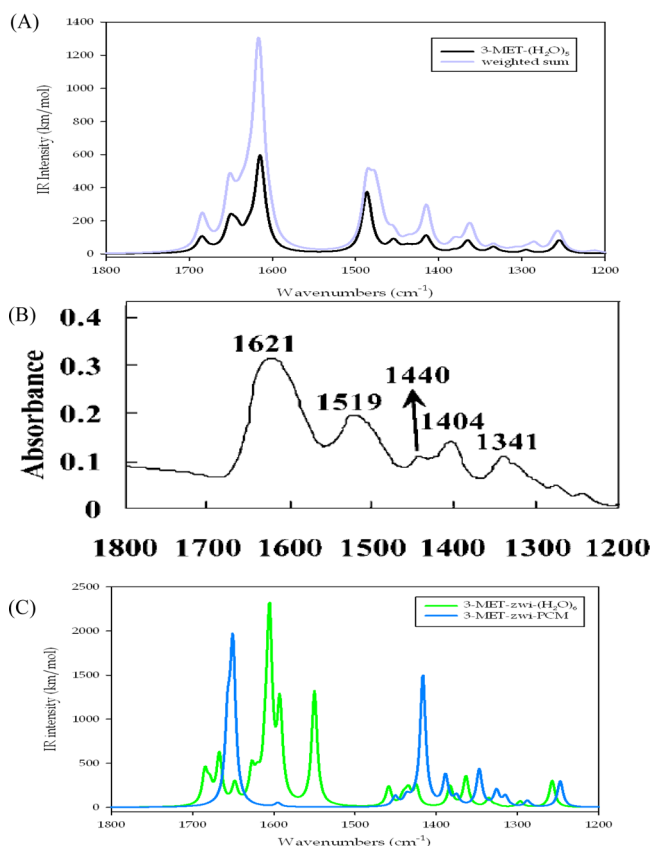 (A)
1400
1200
1000
800
600
400
200
0
IR Intensity (km/mol)
3-MET-(H₂O)₅
weighted sum
1800 1700 1600 1500 1400 1300 1200
Wavenumbers (cm⁻¹)
(B)
0.4
0.3
0.2
0.1
0
Absorbance
1621
1519
1440
1404
1341
1800 1700 1600 1500 1400 1300 1200
(C)
2500
2000
1500
1000
500
0
IR intensity (km/mol)
3-MET-zwi-(H₂O)₆
3-MET-zwi-PCM
1800 1700 1600 1500 1400 1300 1200
Wavenumbers (cm⁻¹)